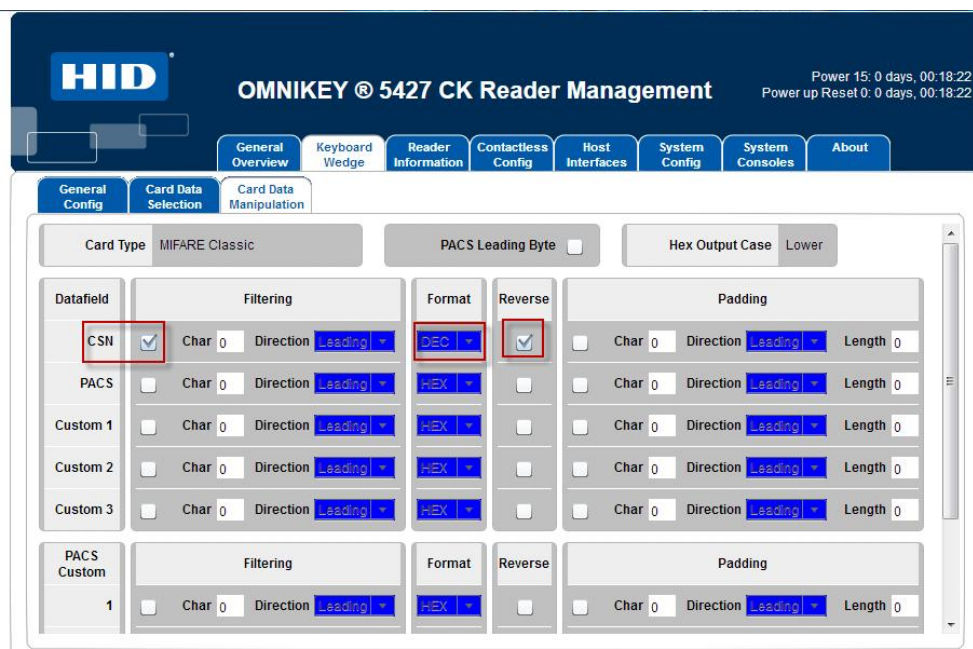 HID
OMNIKEY ® 5427 CK Reader Management
Power 15: 0 days, 00:18:22
Power up Reset 0: 0 days, 00:18:22
General Overview Keyboard Wedge Reader Information Contactless Config Host Interfaces System Config System Consoles About
General Config Card Data Selection Card Data Manipulation
Card Type MIFARE Classic PACS Leading Byte Hex Output Case Lower
Datafield Filtering Format Reverse Padding
CSN Char 0 Direction Leading DEC Char 0 Direction Leading Length 0
PACS Char 0 Direction Leading HEX Char 0 Direction Leading Length 0
Custom 1 Char 0 Direction Leading HEX Char 0 Direction Leading Length 0
Custom 2 Char 0 Direction Leading HEX Char 0 Direction Leading Length 0
Custom 3 Char 0 Direction Leading HEX Char 0 Direction Leading Length 0
PACS Custom Filtering Format Reverse Padding
1 Char 0 Direction Leading HEX Char 0 Direction Leading Length 0